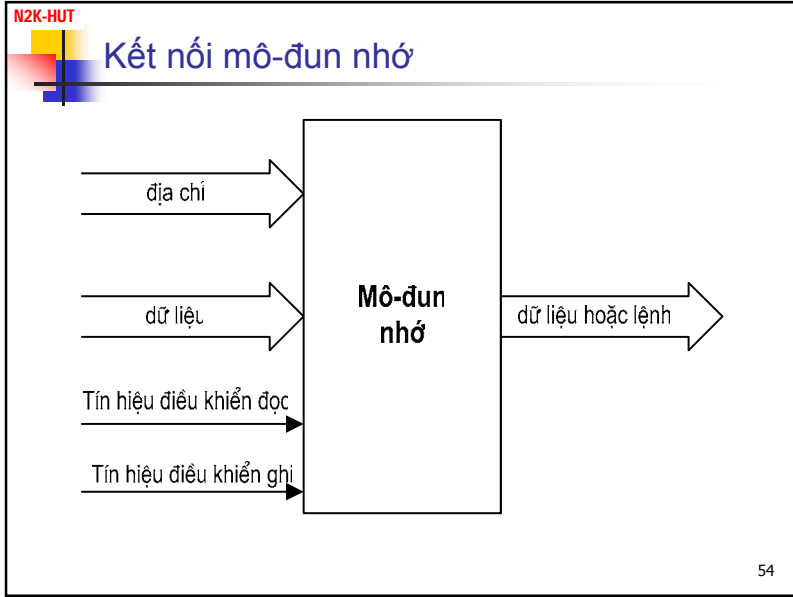 N2K-HUT
Kết nối mô-đun nhớ
địa chỉ
dữ liệu
Mô-đun
nhớ
dữ liệu hoặc lệnh
Tín hiệu điều khiển đọc
Tín hiệu điều khiển ghi
54